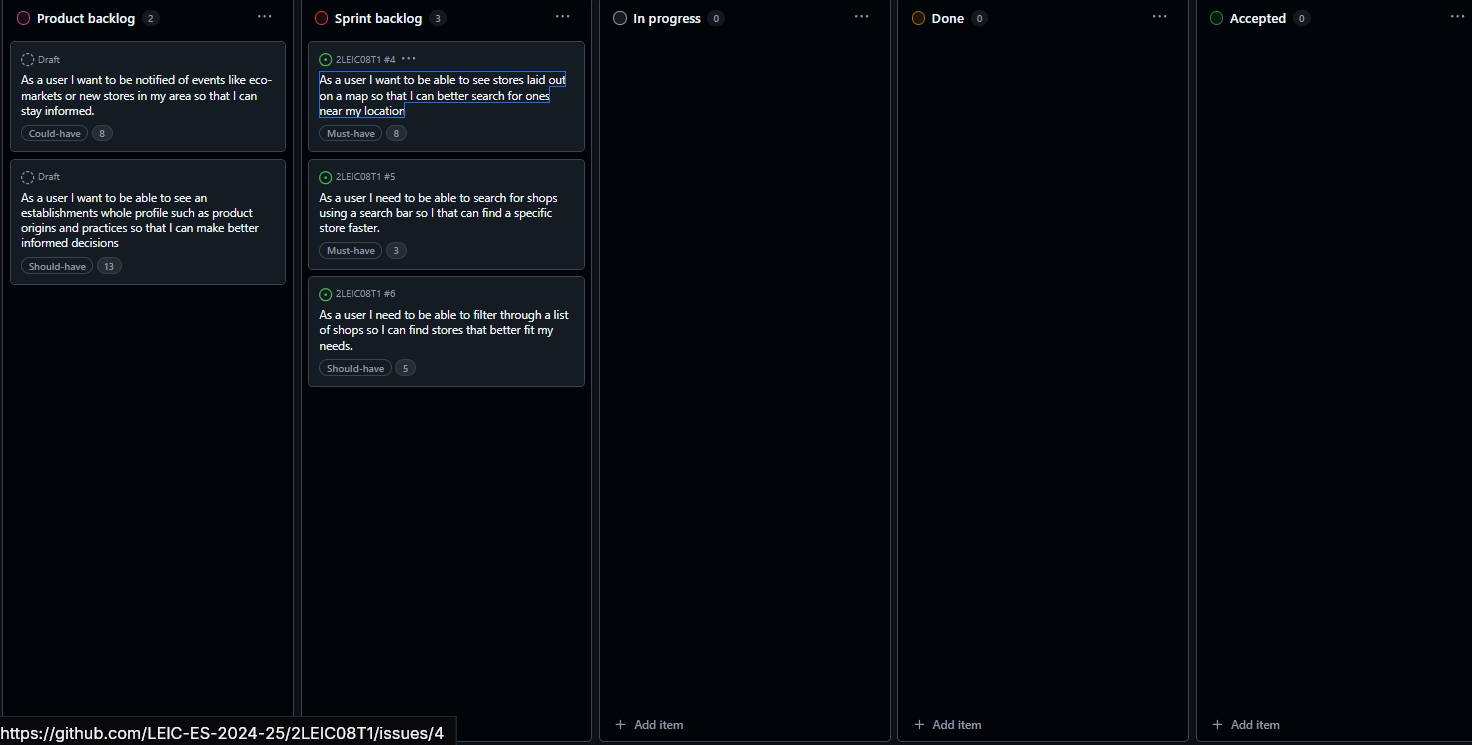 Product backlog 2
Draft
As a user I want to be notified of events like eco-
markets or new stores in my area so that I can
stay informed.
Could-have 8
Draft
As a user I want to be able to see an
establishments whole profile such as product
origins and practices so that I can make better
informed decisions
Should-have 13
Sprint backlog 3
2LEIC08T1 #4
As a user I want to be able to see stores laid out
on a map so that I can better search for ones
near my location
Must-have 8
2LEIC08T1 #5
As a user I need to be able to search for shops
using a search bar so I that can find a specific
store faster.
Must-have 3
2LEIC08T1 #6
As a user I need to be able to filter through a list
of shops so I can find stores that better fit my
needs.
Should-have 5
In progress 0
Add item
Done 0
Add item
Accepted 0
Add item
https://github.com/LEIC-ES-2024-25/2LEIC08T1/issues/4